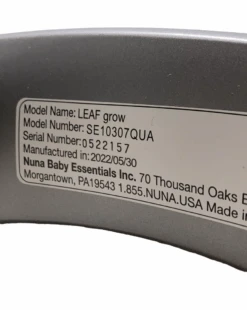 Model Name: LEAF grow
Model Number: SE10307QUA
Serial Number: 0522157
Manufactured in: 2022/05/30
Nuna Baby Essentials Inc. 70 Thousand Oaks
Morgantown, PA19543 1.855.NUNA.USA Made in